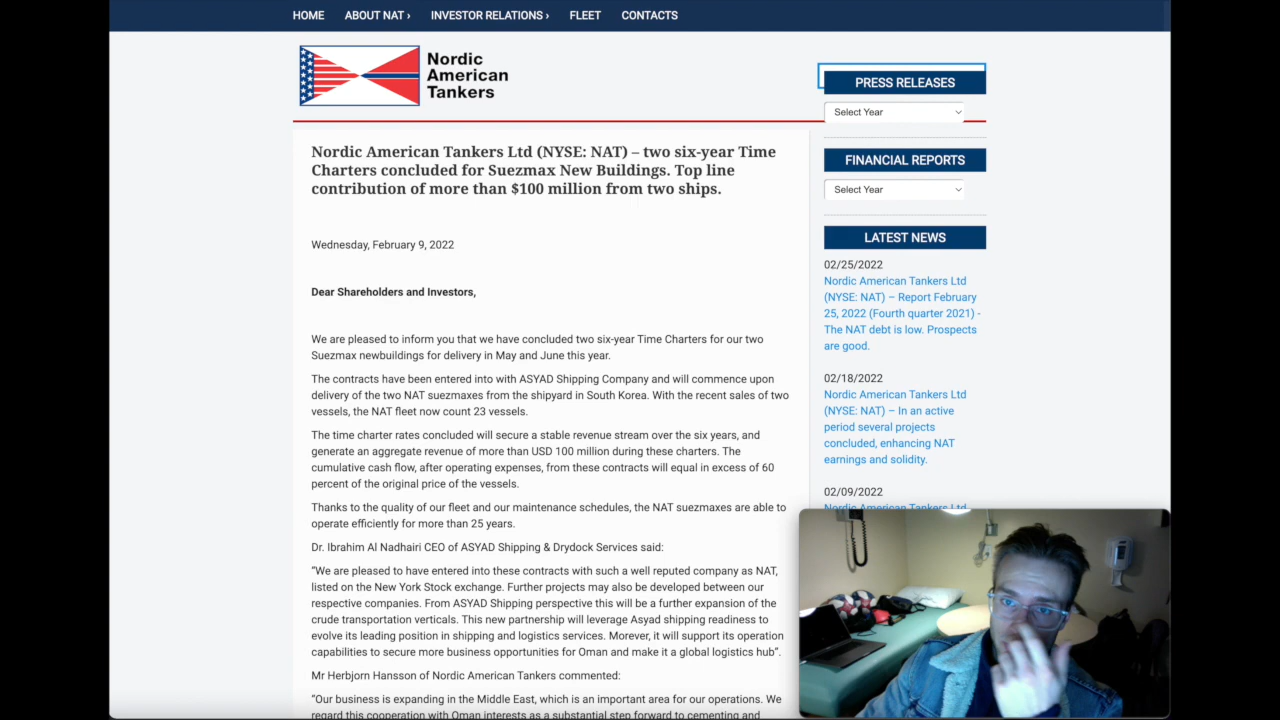 HOME ABOUT NAT › INVESTOR RELATIONS › FLEET CONTACTS
Nordic
American
Tankers
Nordic American Tankers Ltd (NYSE: NAT) – two six-year Time
Charters concluded for Suezmax New Buildings. Top line
contribution of more than $100 million from two ships.
Wednesday, February 9, 2022
Dear Shareholders and Investors,
We are pleased to inform you that we have concluded two six-year Time Charters for our two
Suezmax newbuildings for delivery in May and June this year.
The contracts have been entered into with ASYAD Shipping Company and will commence upon
delivery of the two NAT suezmaxes from the shipyard in South Korea. With the recent sales of two
vessels, the NAT fleet now count 23 vessels.
The time charter rates concluded will secure a stable revenue stream over the six years, and
generate an aggregate revenue of more than USD 100 million during these charters. The
cumulative cash flow, after operating expenses, from these contracts will equal in excess of 60
percent of the original price of the vessels.
Thanks to the quality of our fleet and our maintenance schedules, the NAT suezmaxes are able to
operate efficiently for more than 25 years.
Dr. Ibrahim Al Nadhairi CEO of ASYAD Shipping & Drydock Services said:
“We are pleased to have entered into these contracts with such a well reputed company as NAT,
listed on the New York Stock exchange. Further projects may also be developed between our
respective companies. From ASYAD Shipping perspective this will be a further expansion of the
crude transportation verticals. This new partnership will leverage Asyad shipping readiness to
evolve its leading position in shipping and logistics services. Morever, it will support its operation
capabilities to secure more business opportunities for Oman and make it a global logistics hub”.
Mr Herbjorn Hansson of Nordic American Tankers commented:
“Our business is expanding in the Middle East, which is an important area for our operations. We
regard this cooperation with Oman interests as a substantial step forward to cementing and
PRESS RELEASES
Select Year
FINANCIAL REPORTS
Select Year
LATEST NEWS
02/25/2022
Nordic American Tankers Ltd
(NYSE: NAT) – Report February
25, 2022 (Fourth quarter 2021) -
The NAT debt is low. Prospects
are good.
02/18/2022
Nordic American Tankers Ltd
(NYSE: NAT) – In an active
period several projects
concluded, enhancing NAT
earnings and solidity.
02/09/2022
Nordic American Tankers Ltd